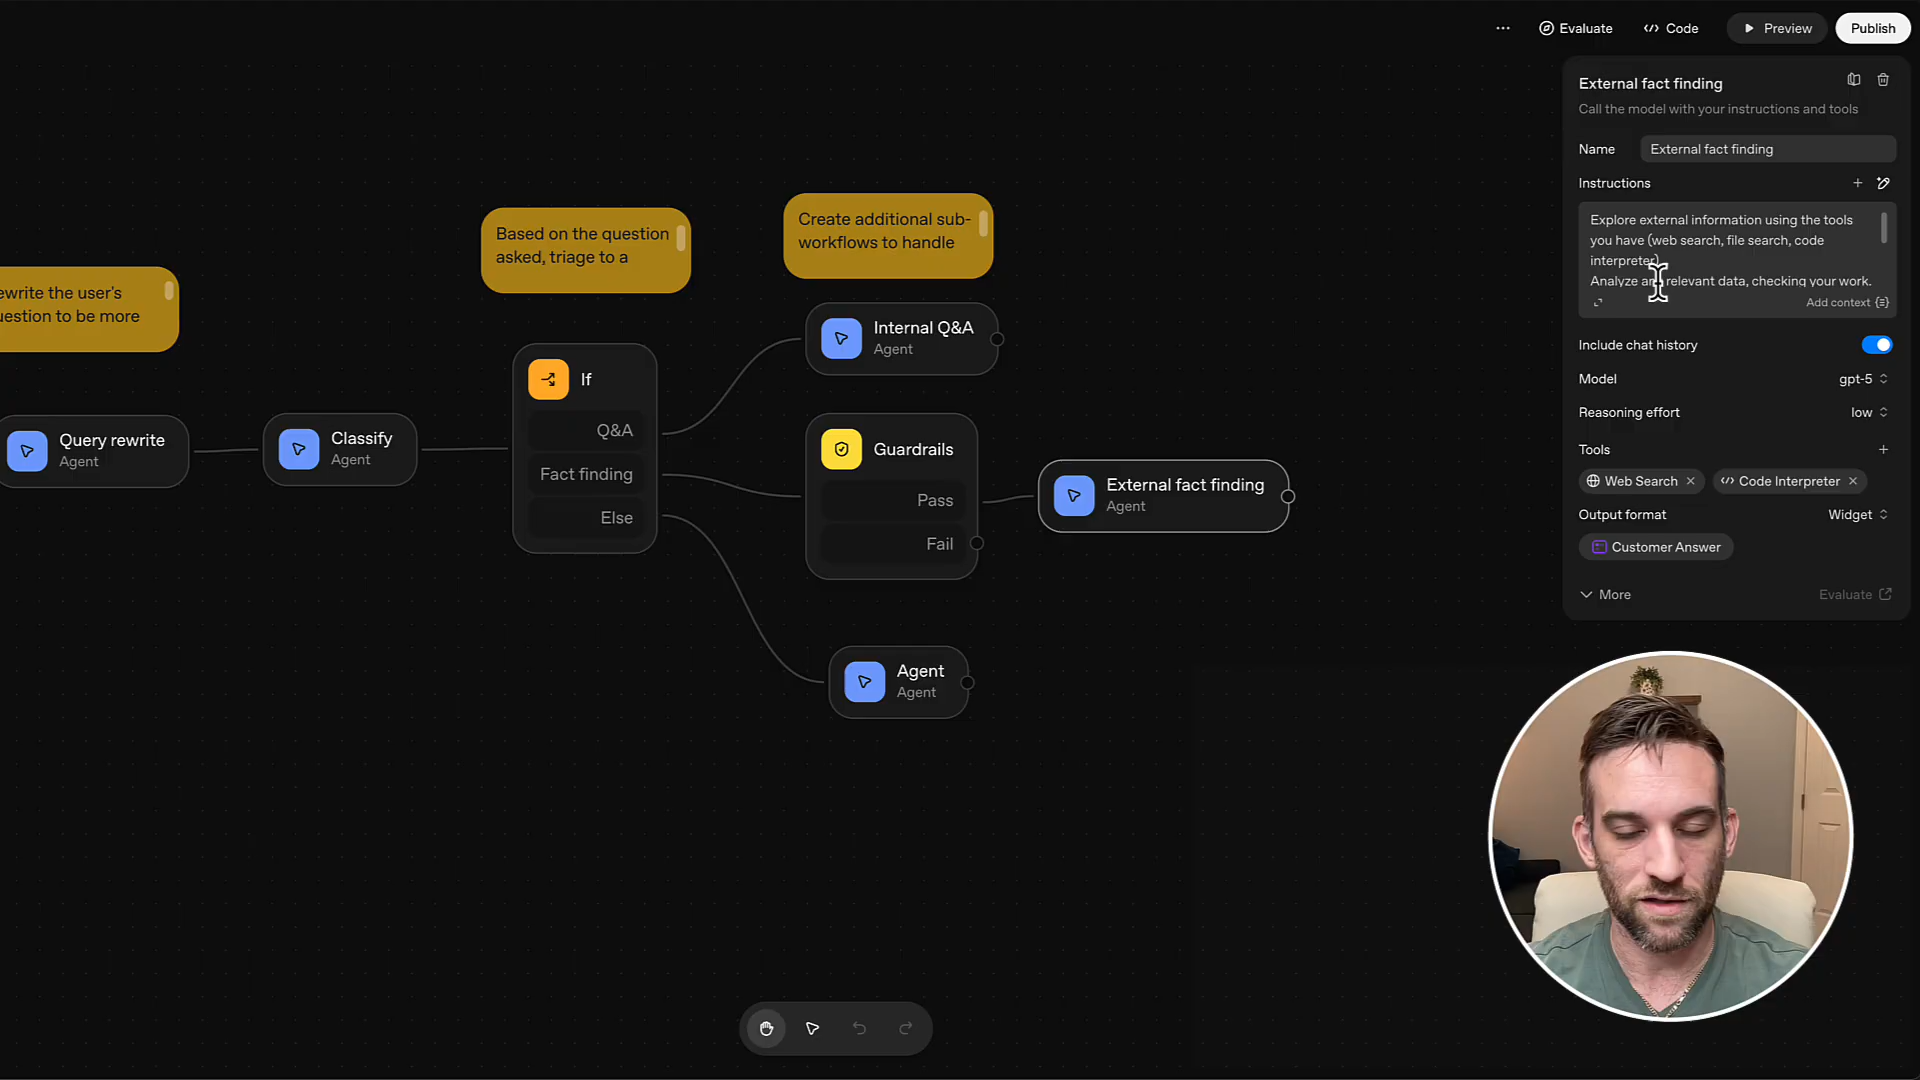 Evaluate
Code
Preview
Publish
External fact finding
Call the model with your instructions and tools
Name
External fact finding
Instructions
Explore external information using the tools
you have (web search, file search, code
interpreter).
Analyze any relevant data, checking your work.
Add context
Include chat history
Model
gpt-5
Reasoning effort
low
Tools
Web Search
Code Interpreter
Output format
Widget
Customer Answer
More
Evaluate
ewrite the user's
uestion to be more
Based on the question
asked, triage to a
Create additional sub-
workflows to handle
Query rewrite
Agent
Classify
Agent
If
Q&A
Fact finding
Else
Internal Q&A
Agent
Guardrails
Pass
Fail
External fact finding
Agent
Agent
Agent